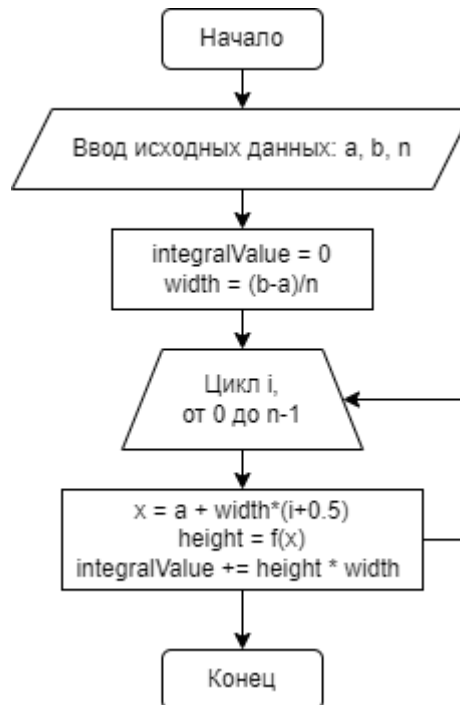 Начало
Ввод исходных данных: a, b, n
integralValue = 0
width = (b-a)/n
Цикл i,
от 0 до n-1
x = a + width*(i+0.5)
height = f(x)
integralValue += height * width
Конец